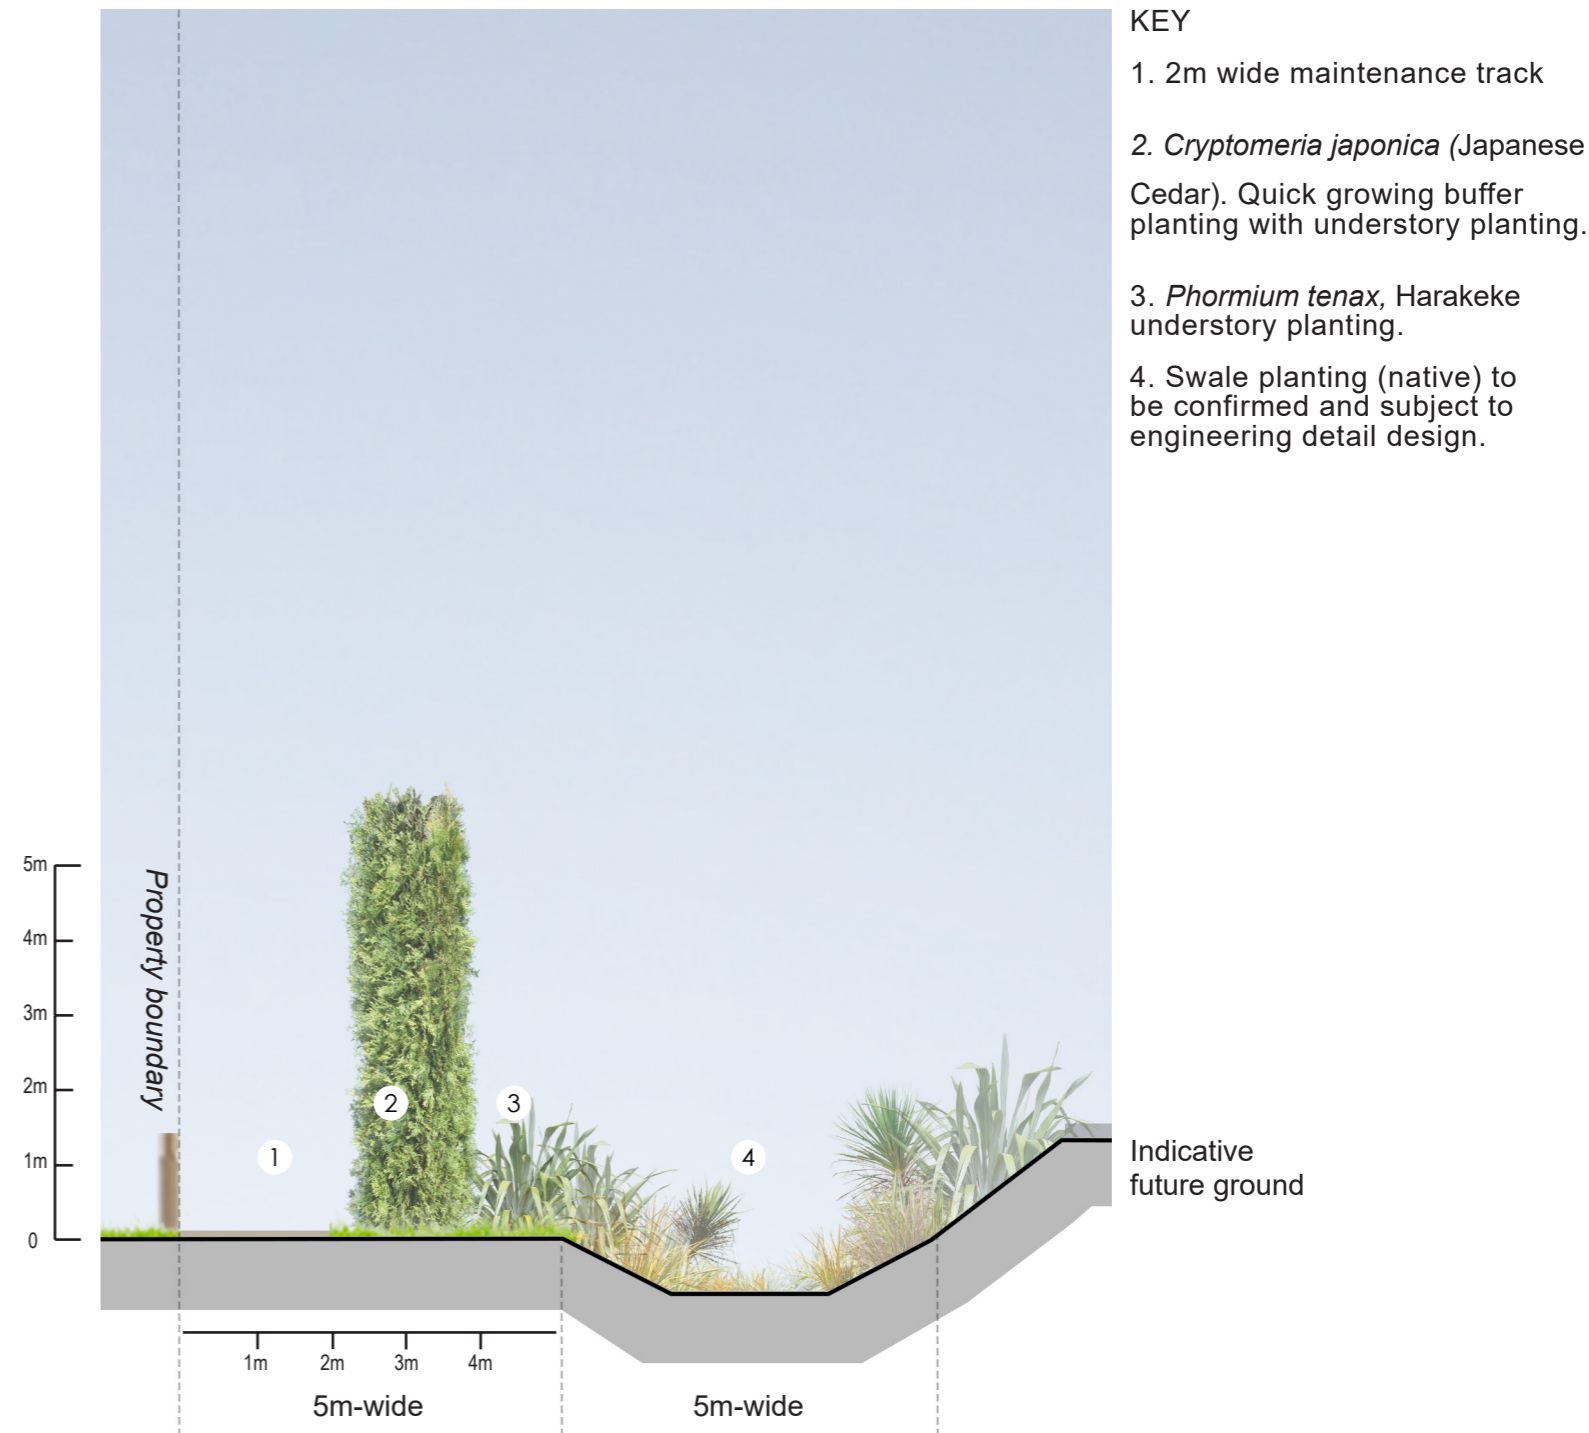 KEY
1. 2m wide maintenance track
2. Cryptomeria japonica (Japanese
Cedar). Quick growing buffer
planting with understory planting.
3. Phormium tenax, Harakeke
understory planting.
4. Swale planting (native) to
be confirmed and subject to
engineering detail design.
5m
4m
3m
2m
1m
0
Property boundary
1
2
3
4
Indicative
future ground
1m
2m
3m
4m
5m-wide
5m-wide